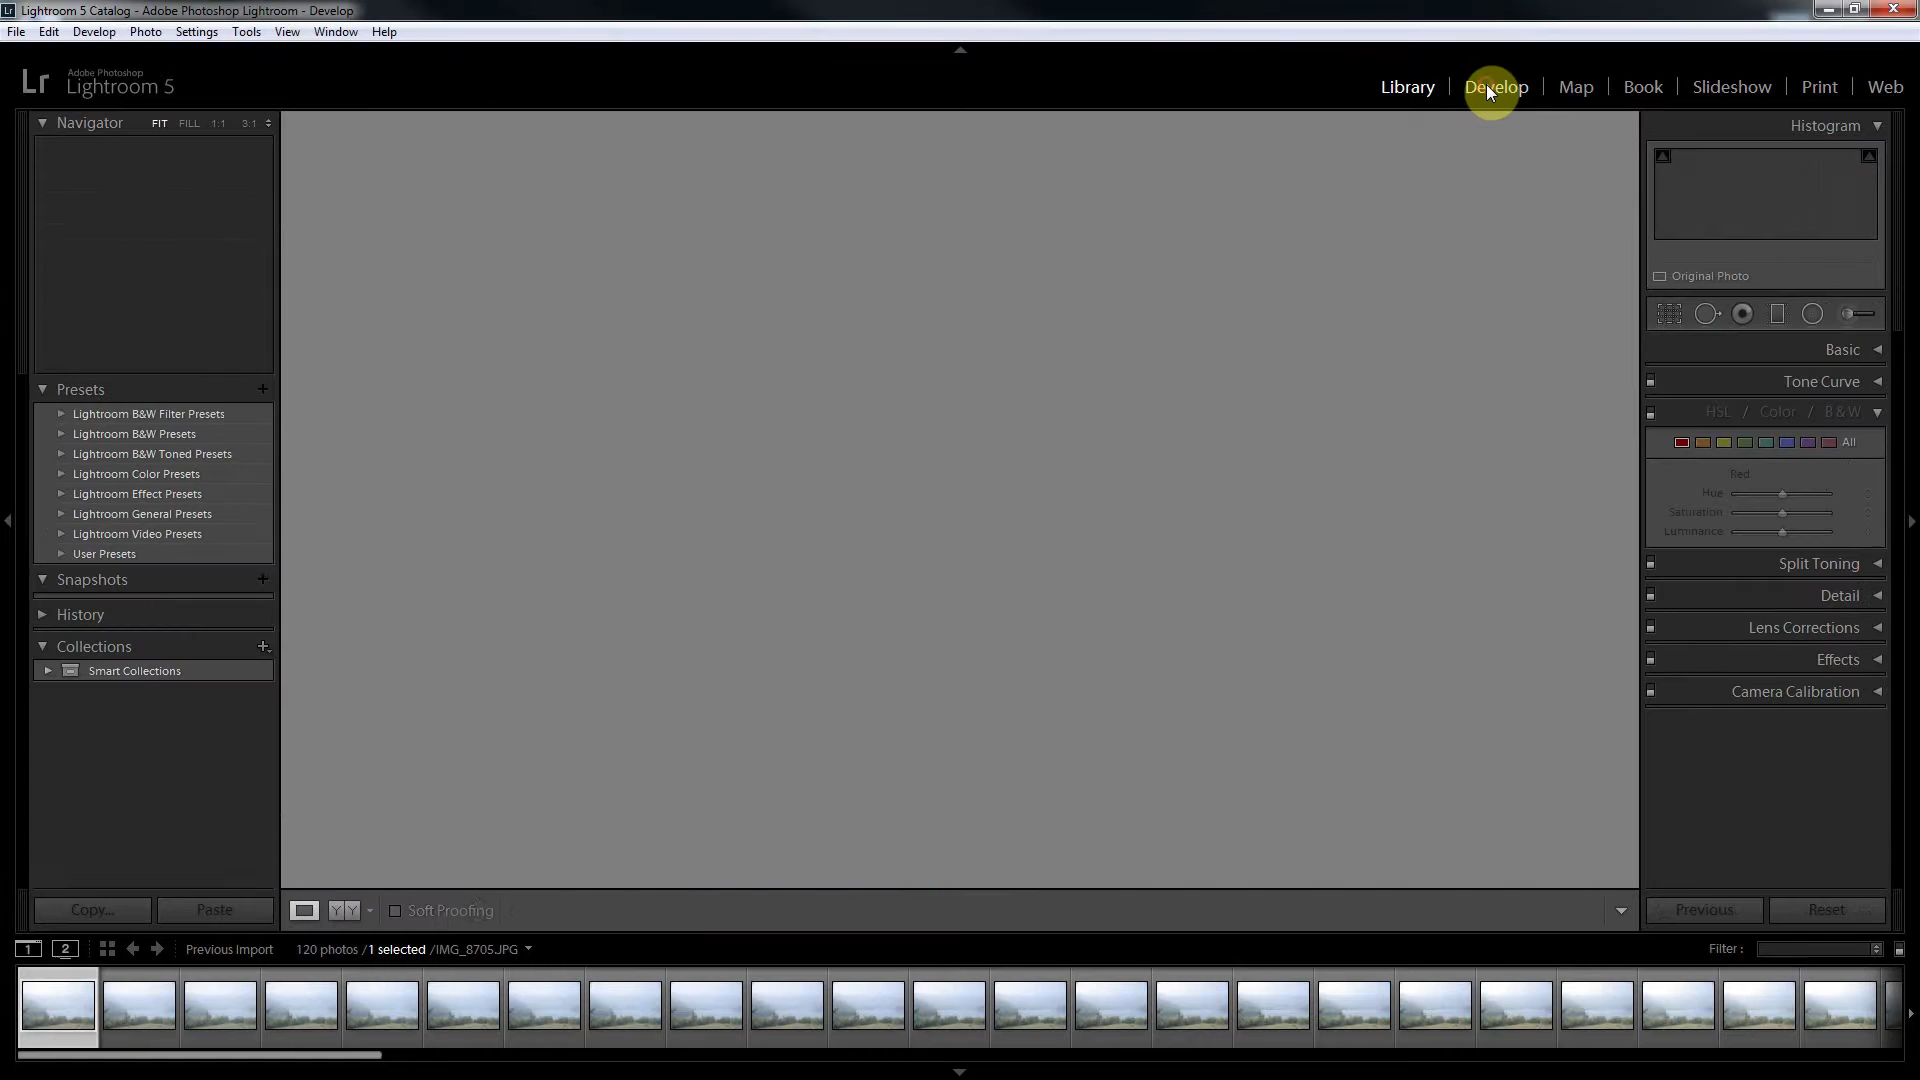 Lightroom 5 Catalog - Adobe Photoshop Lightroom - Develop
File Edit Develop Photo Settings Tools View Window Help
Lr Adobe Photoshop Lightroom 5
Library | Develop | Map | Book | Slideshow | Print | Web
Navigator FIT FILL 1:1 3:1
Histogram
Original Photo
Basic
Tone Curve
HSL / Color / B & W
All
Red
Hue
Saturation
Luminance
Split Toning
Detail
Lens Corrections
Effects
Camera Calibration
Presets +
Lightroom B&W Filter Presets
Lightroom B&W Presets
Lightroom B&W Toned Presets
Lightroom Color Presets
Lightroom Effect Presets
Lightroom General Presets
Lightroom Video Presets
User Presets
Snapshots +
History
Collections +
Smart Collections
Copy... Paste
Y Y Soft Proofing
Previous Reset
1 2 Previous Import 120 photos / 1 selected / IMG_8705.JPG
Filter :